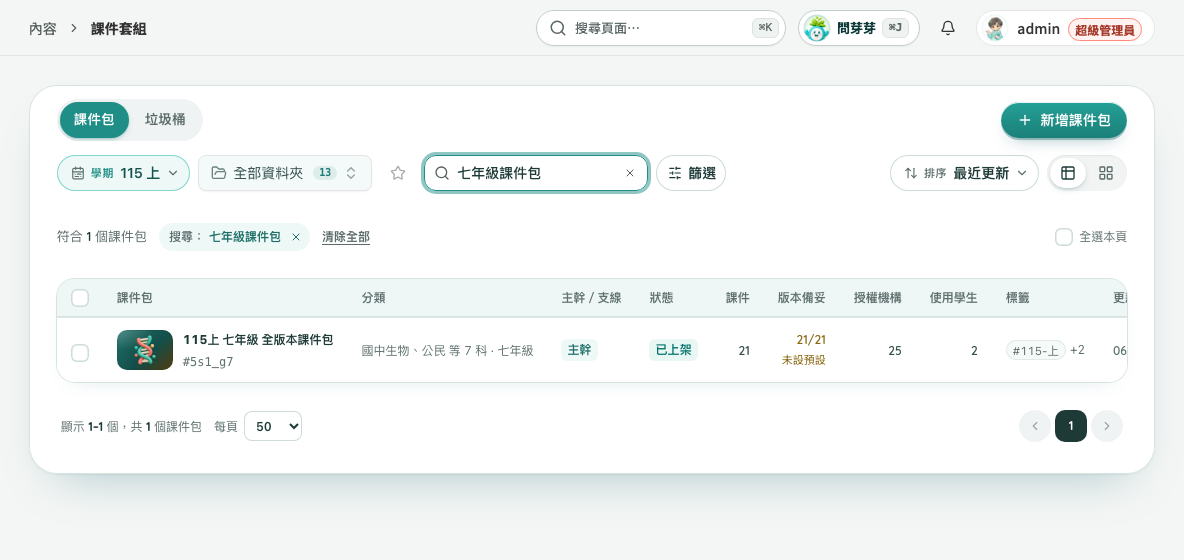 內容 > 課件套組
搜尋頁面… ⌘K
問芽芽 ⌘J
admin 超級管理員
課件包 垃圾桶
+ 新增課件包
學期 115 上
全部資料夾 13
七年級課件包 ×
篩選
排序 最近更新
符合 1 個課件包 搜尋： 七年級課件包 × 清除全部
全選本頁
課件包 分類 主幹 / 支線 狀態 課件 版本備妥 授權機構 使用學生 標籤
115上 七年級 全版本課件包
#5s1_g7
國中生物、公民 等 7 科 · 七年級
主幹
已上架
21
21/21
未設預設
25
2
#115-上 +2
06
顯示 1-1 個，共 1 個課件包 每頁 50
1